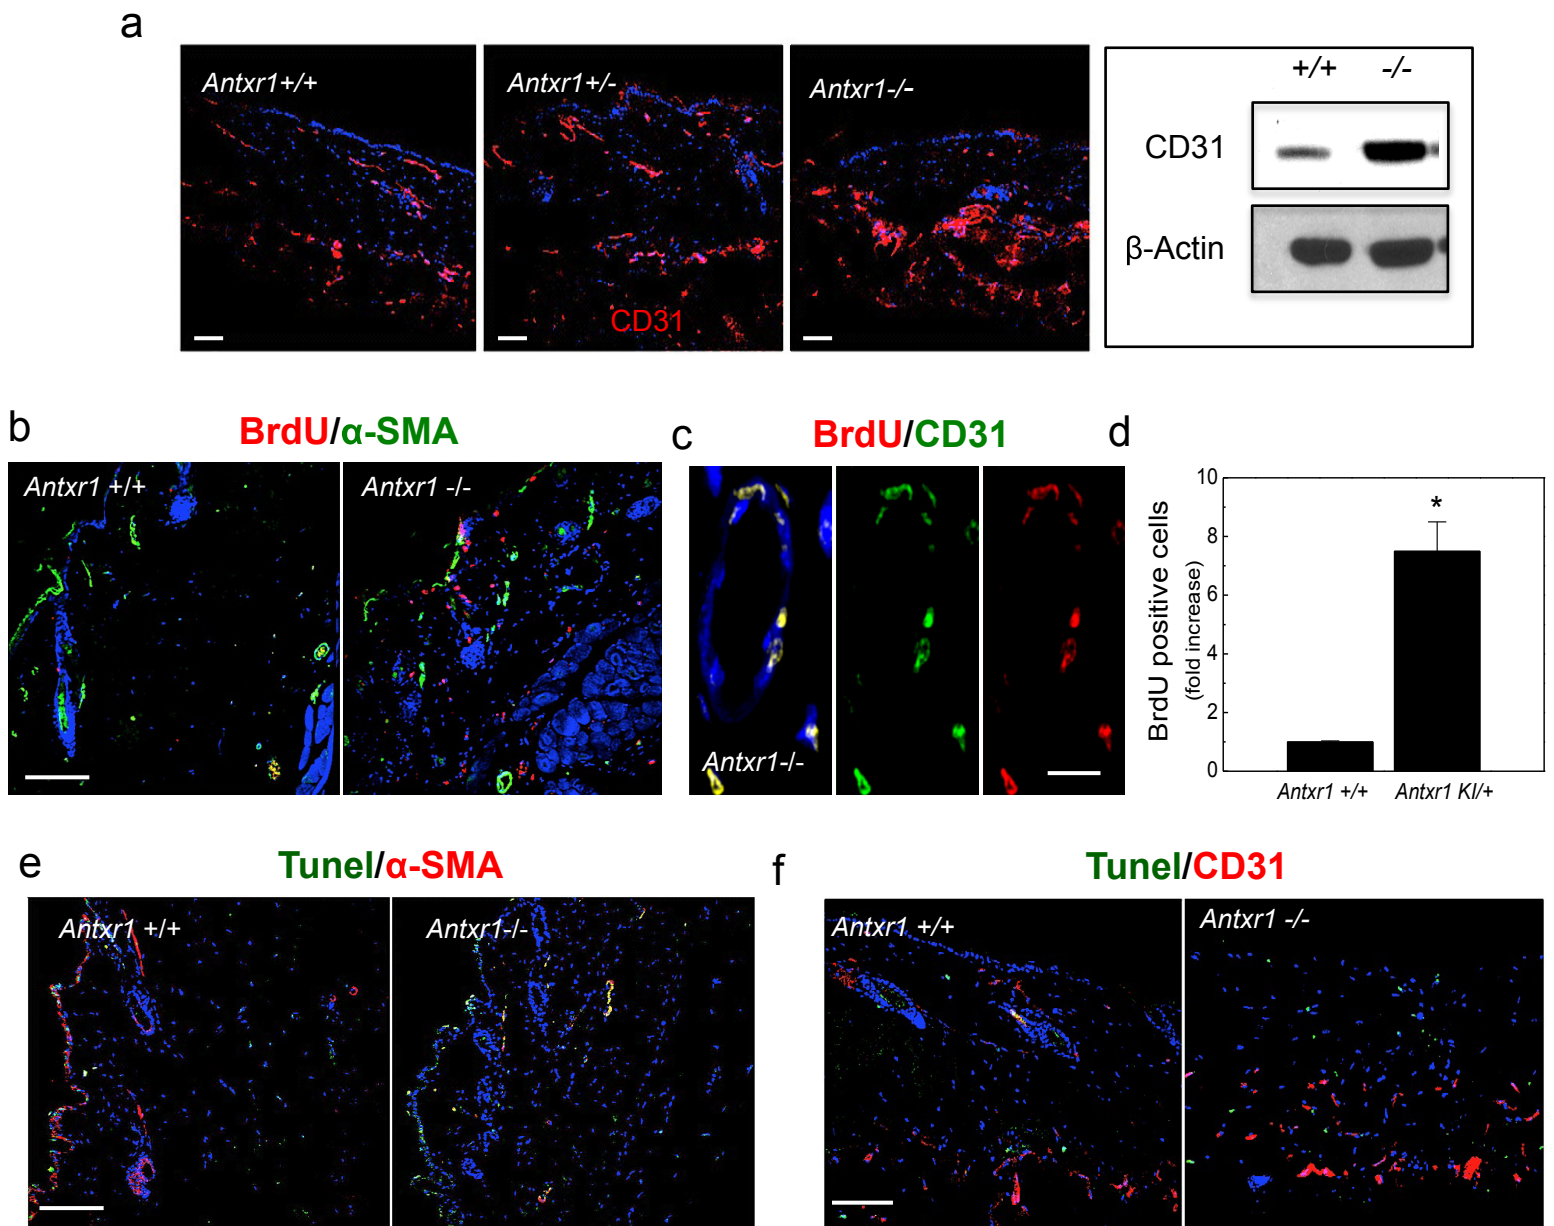 a
Antxr1+/+
Antxr1+/-
Antxr1-/-
CD31
+/+ -/-
CD31
β-Actin
b
BrdU/α-SMA
Antxr1 +/+
Antxr1 -/-
c
BrdU/CD31
Antxr1-/-
d
BrdU positive cells
(fold increase)
10
8
6
4
2
0
*
Antxr1 +/+
Antxr1 KI/+
e
Tunel/α-SMA
Antxr1 +/+
Antxr1-/-
f
Tunel/CD31
Antxr1 +/+
Antxr1 -/-